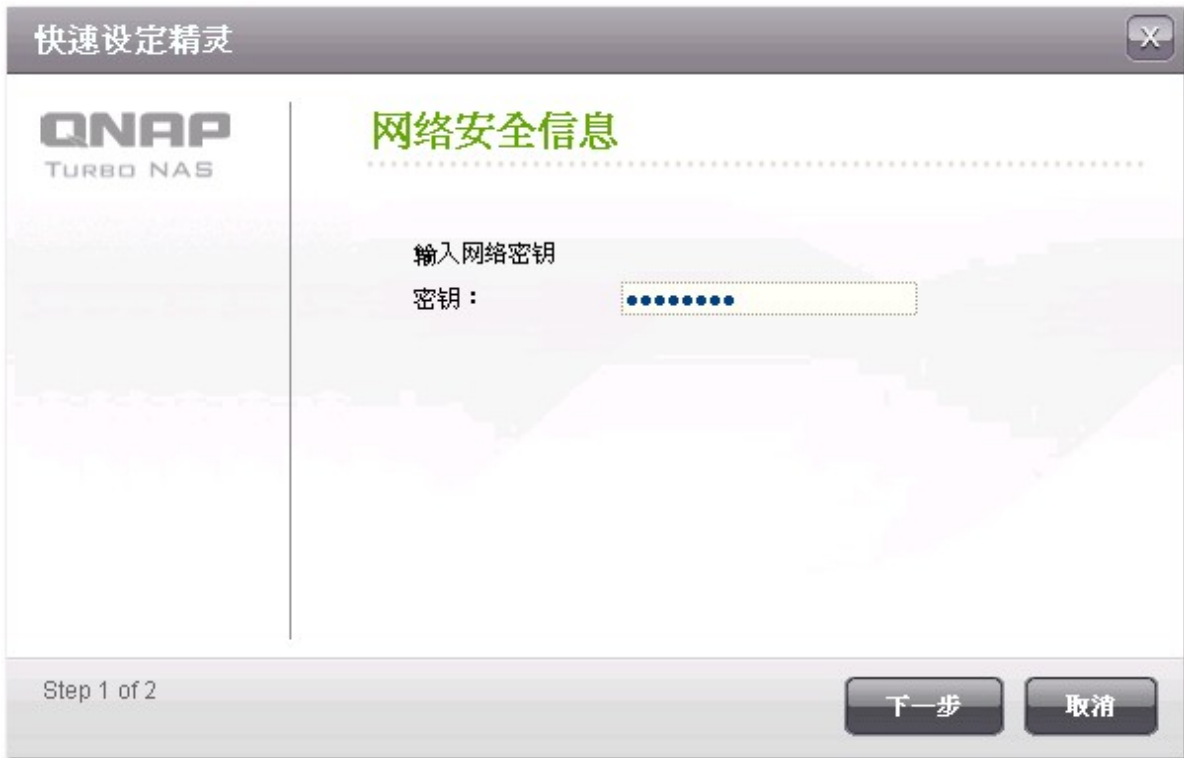 快速设定精灵
X
QNAP
TURBO NAS
网络安全信息
输入网络密钥
密钥：
••••••••
Step 1 of 2
下一步
取消